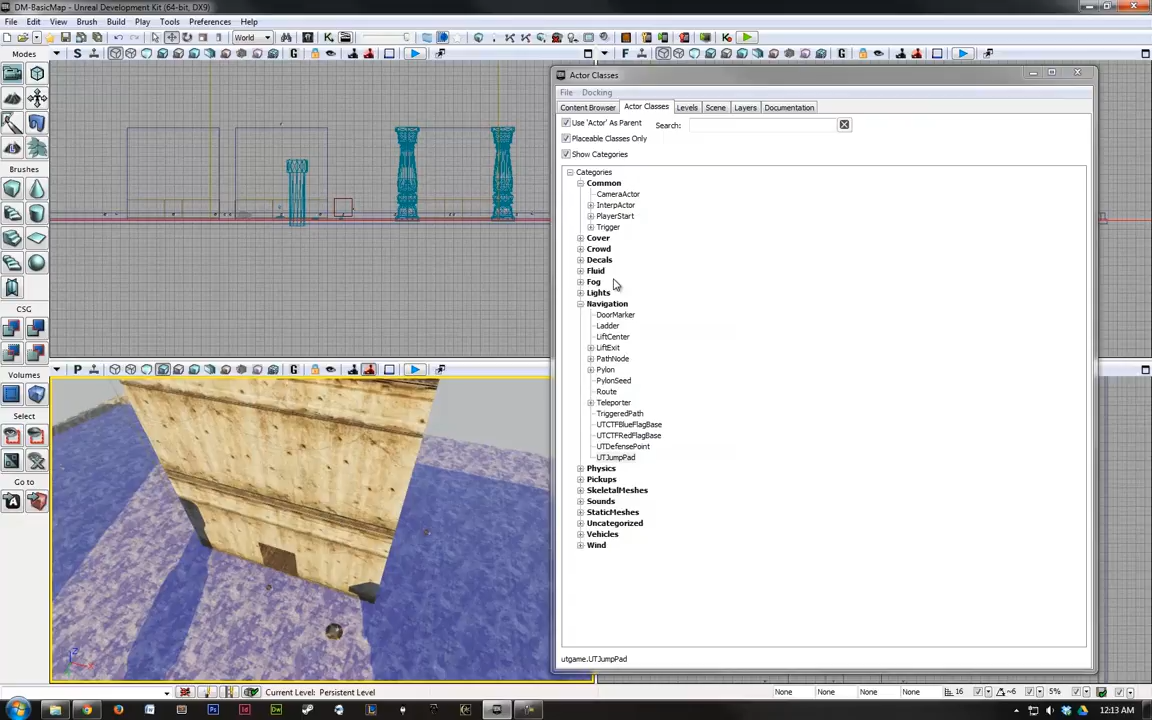 DM-BasicMap - Unreal Development Kit (64-bit, DX9)
File Edit View Brush Build Play Tools Preferences Help
World
Modes
S G F G
Actor Classes
File Docking
Content Browser Actor Classes Levels Scene Layers Documentation
Use 'Actor' As Parent Search:
Placeable Classes Only
Show Categories
Categories
Common
CameraActor
InterpActor
PlayerStart
Trigger
Cover
Crowd
Decals
Fluid
Fog
Lights
Navigation
DoorMarker
Ladder
LiftCenter
LiftExit
PathNode
Pylon
PylonSeed
Route
Teleporter
TriggeredPath
UTCTFBlueFlagBase
UTCTFRedFlagBase
UTDefensePoint
UTJumpPad
Physics
Pickups
SkeletalMeshes
Sounds
StaticMeshes
Uncategorized
Vehicles
Wind
utgame.UTJumpPad
Brushes
CSG
Volumes
Select
Go to
P G
Information: Current Level: Persistent Level None None None None 16 ~6 5%
12:13 AM